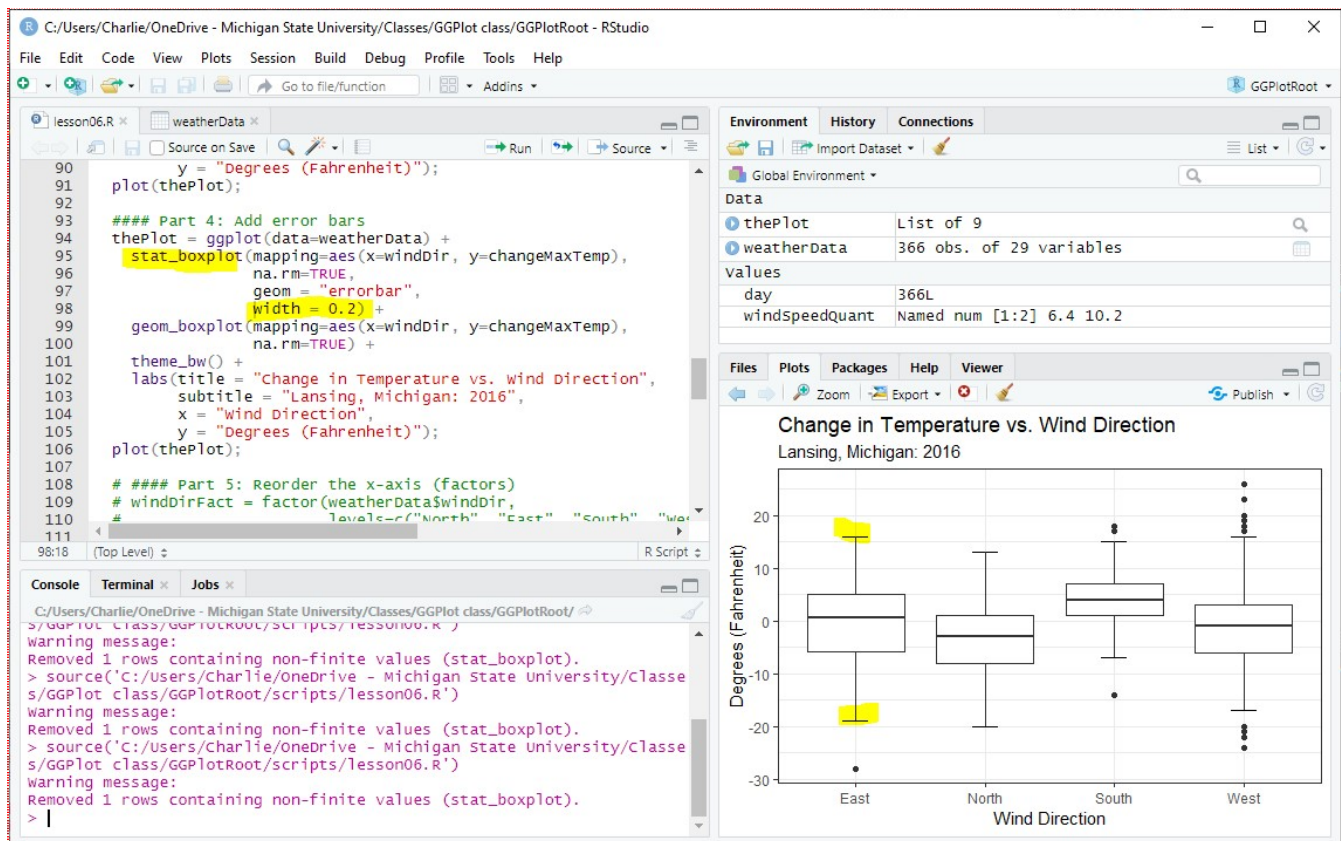 C:/Users/Charlie/OneDrive - Michigan State University/Classes/GGPlot class/GGPlotRoot - RStudio
File Edit Code View Plots Session Build Debug Profile Tools Help
Go to file/function Addins GGPlotRoot
lesson06.R weatherData
Source on Save Run Source
90 y = "Degrees (Fahrenheit)");
91 plot(thePlot);
92
93 #### Part 4: Add error bars
94 thePlot = ggplot(data=weatherData) +
95 stat_boxplot(mapping=aes(x=windDir, y=changeMaxTemp),
96 na.rm=TRUE,
97 geom = "errorbar",
98 width = 0.2) +
99 geom_boxplot(mapping=aes(x=windDir, y=changeMaxTemp),
100 na.rm=TRUE) +
101 theme_bw() +
102 labs(title = "Change in Temperature vs. Wind Direction",
103 subtitle = "Lansing, Michigan: 2016",
104 x = "Wind Direction",
105 y = "Degrees (Fahrenheit)");
106 plot(thePlot);
107
108 # #### Part 5: Reorder the x-axis (factors)
109 # windDirFact = factor(weatherData$windDir,
110 # levels=c("North", "East", "South", "Wes
111
98:18 (Top Level) R Script
Console Terminal Jobs
C:/Users/Charlie/OneDrive - Michigan State University/Classes/GGPlot class/GGPlotRoot/
s/GGPlot class/GGPlotRoot/scripts/lesson06.R')
Warning message:
Removed 1 rows containing non-finite values (stat_boxplot).
> source('C:/Users/Charlie/OneDrive - Michigan State University/Classe
s/GGPlot class/GGPlotRoot/scripts/lesson06.R')
Warning message:
Removed 1 rows containing non-finite values (stat_boxplot).
> source('C:/Users/Charlie/OneDrive - Michigan State University/Classe
s/GGPlot class/GGPlotRoot/scripts/lesson06.R')
Warning message:
Removed 1 rows containing non-finite values (stat_boxplot).
>
Environment History Connections
Import Dataset List
Global Environment
Data
thePlot List of 9
weatherData 366 obs. of 29 variables
Values
day 366L
windSpeedQuant Named num [1:2] 6.4 10.2
Files Plots Packages Help Viewer
Zoom Export Publish
Change in Temperature vs. Wind Direction
Lansing, Michigan: 2016
Degrees (Fahrenheit)
20
10
0
-10
-20
-30
East North South West
Wind Direction